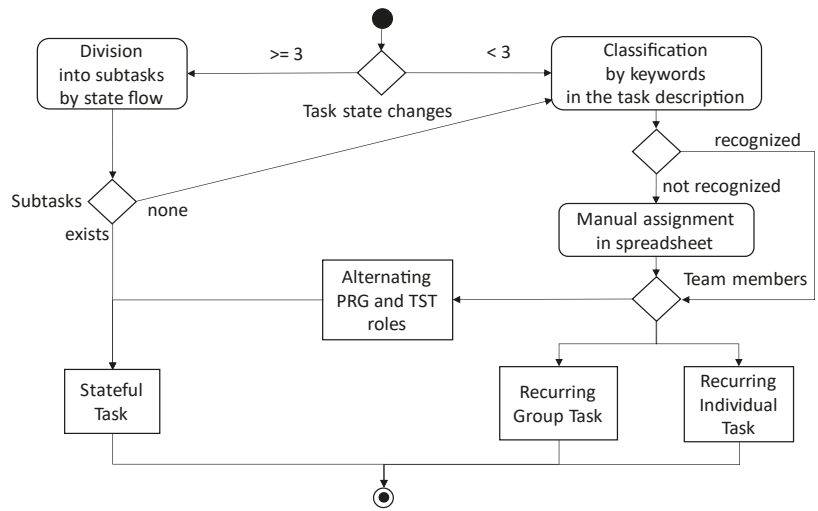 Division
into subtasks
by state flow
>= 3
< 3
Task state changes
Classification
by keywords
in the task description
recognized
not recognized
Subtasks
none
exists
Manual assignment
in spreadsheet
Team members
Alternating
PRG and TST
roles
Stateful
Task
Recurring
Group Task
Recurring
Individual
Task